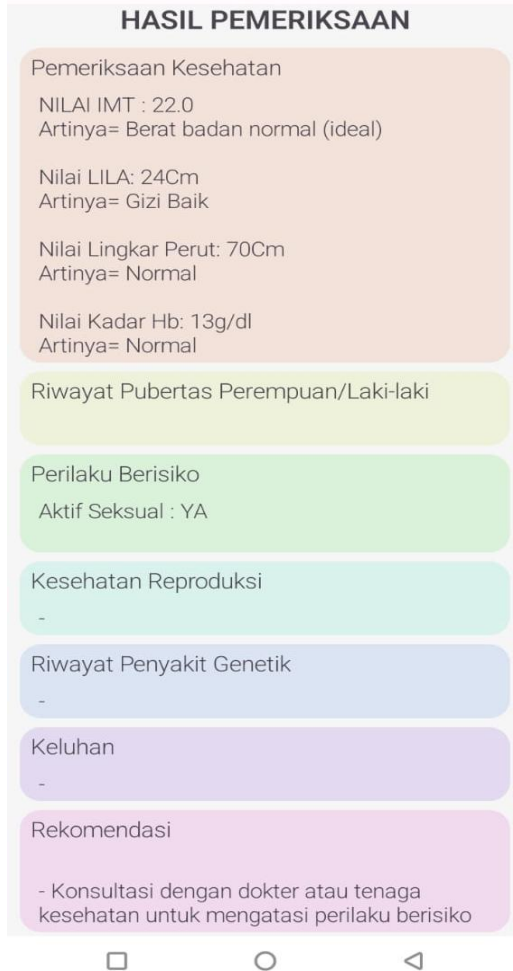 HASIL PEMERIKSAAN
Pemeriksaan Kesehatan
NILAI IMT : 22.0
Artinya= Berat badan normal (ideal)
Nilai LILA: 24Cm
Artinya= Gizi Baik
Nilai Lingkar Perut: 70Cm
Artinya= Normal
Nilai Kadar Hb: 13g/dl
Artinya= Normal
Riwayat Pubertas Perempuan/Laki-laki
Perilaku Berisiko
Aktif Seksual : YA
Kesehatan Reproduksi
-
Riwayat Penyakit Genetik
-
Keluhan
-
Rekomendasi
- Konsultasi dengan dokter atau tenaga
kesehatan untuk mengatasi perilaku berisiko